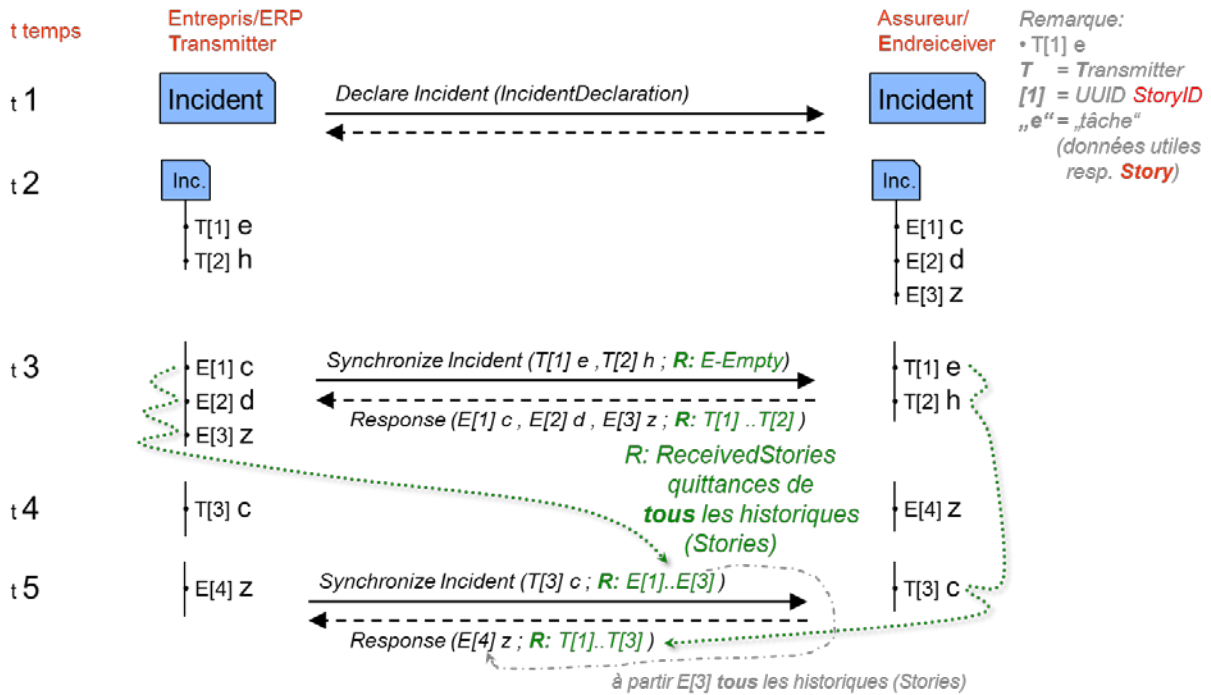 t temps
Entrepris/ERP
Transmitter
Assureur/
Endreiceiver
Remarque:
• T[1] e
T = Transmitter
[1] = UUID StoryID
„e“ = „tâche“
(données utiles
resp. Story)
t 1
Incident
Declare Incident (IncidentDeclaration)
Incident
t 2
Inc.
T[1] e
T[2] h
Inc.
E[1] c
E[2] d
E[3] z
t 3
E[1] c
E[2] d
E[3] z
Synchronize Incident (T[1] e ,T[2] h ; R: E-Empty)
Response (E[1] c , E[2] d , E[3] z ; R: T[1] ..T[2] )
T[1] e
T[2] h
R: ReceivedStories
quittances de
tous les historiques
(Stories)
t 4
T[3] c
E[4] z
t 5
E[4] z
Synchronize Incident (T[3] c ; R: E[1]..E[3] )
Response (E[4] z ; R: T[1]..T[3] )
T[3] c
à partir E[3] tous les historiques (Stories)